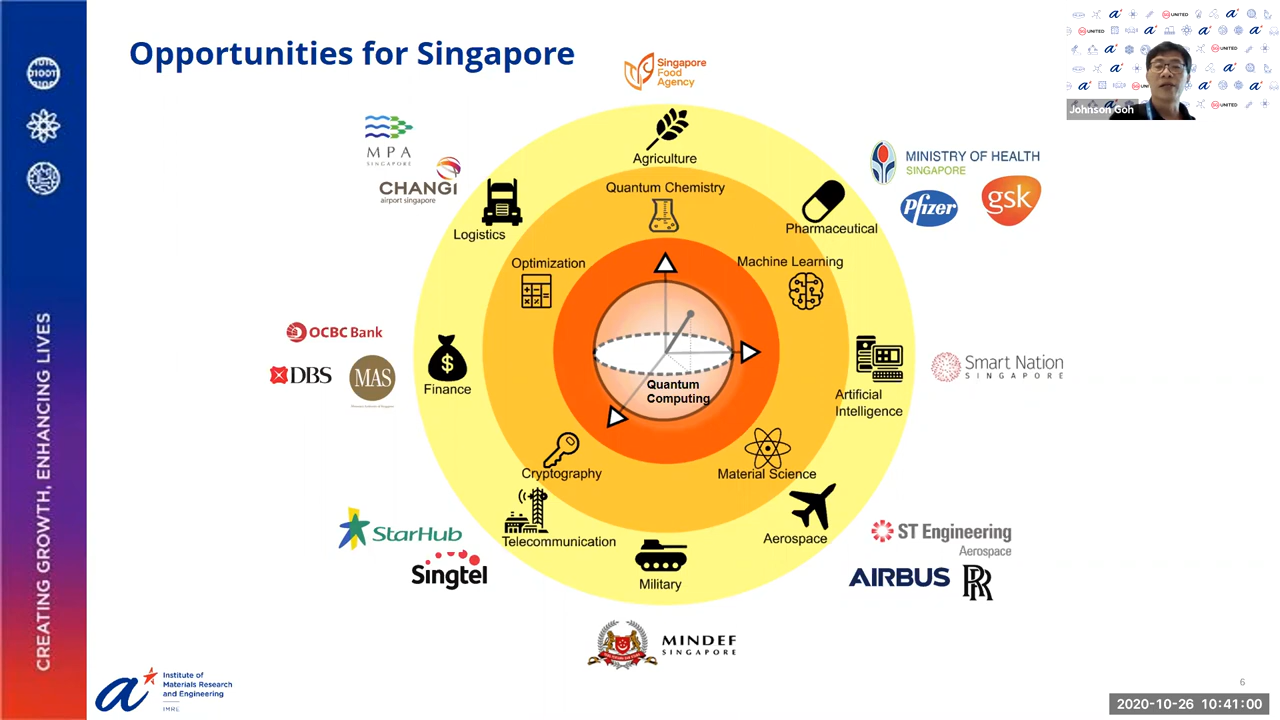 Opportunities for Singapore
Singapore
Food
Agency
Johnson Goh
MPA
SINGAPORE
CHANGI
airport singapore
Agriculture
Quantum Chemistry
MINISTRY OF HEALTH
SINGAPORE
Pfizer
gsk
Logistics
Pharmaceutical
Optimization
Machine Learning
OCBC Bank
DBS
MAS
Finance
Quantum
Computing
Artificial
Intelligence
Smart Nation
SINGAPORE
Cryptography
Material Science
Telecommunication
Aerospace
Military
StarHub
Singtel
ST Engineering
Aerospace
AIRBUS
RR
MINDEF
SINGAPORE
CREATING GROWTH, ENHANCING LIVES
Institute of
Materials Research
and Engineering
IMRE
6
2020-10-26 10:41:00